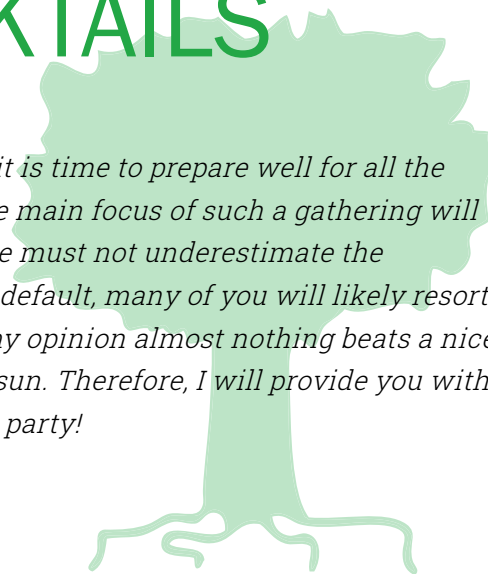 KTAILS
it is time to prepare well for all the
e main focus of such a gathering will
e must not underestimate the
default, many of you will likely resort
ny opinion almost nothing beats a nice
sun. Therefore, I will provide you with
party!